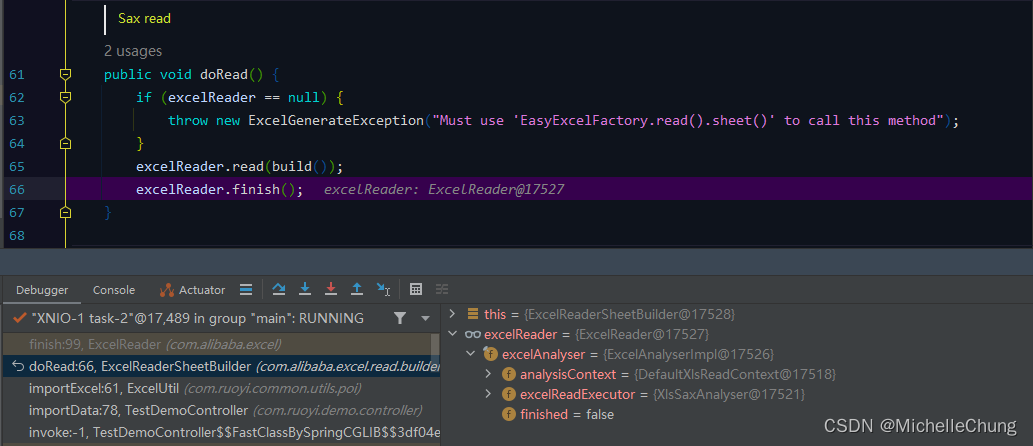 Sax read
2 usages
61 public void doRead() {
62 if (excelReader == null) {
63 throw new ExcelGenerateException("Must use 'EasyExcelFactory.read().sheet()' to call this method");
64 }
65 excelReader.read(build());
66 excelReader.finish(); excelReader: ExcelReader@17527
67 }
68
Debugger Console Actuator
"XNIO-1 task-2"@17,489 in group "main": RUNNING
finish:99, ExcelReader (com.alibaba.excel)
doRead:66, ExcelReaderSheetBuilder (com.alibaba.excel.read.builder
importExcel:61, ExcelUtil (com.ruoyi.common.utils.poi)
importData:78, TestDemoController (com.ruoyi.demo.controller)
invoke:-1, TestDemoController$$FastClassBySpringCGLIB$$3df04e
this = {ExcelReaderSheetBuilder@17528}
excelReader = {ExcelReader@17527}
excelAnalyser = {ExcelAnalyserImpl@17526}
analysisContext = {DefaultXlsReadContext@17518}
excelReadExecutor = {XlsSaxAnalyser@17521}
finished = false
CSDN @MichelleChung